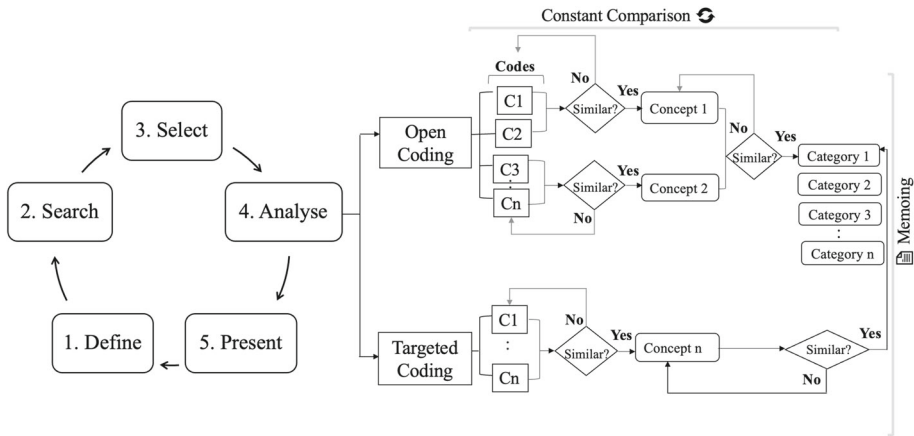 Constant Comparison
Codes
No
C1
C2
Similar?
Yes
Concept 1
C3
:
Cn
Similar?
Yes
No
Concept 2
No
Similar?
Yes
Category 1
Category 2
Category 3
:
Category n
Memoing
3. Select
2. Search
4. Analyse
1. Define
5. Present
Open
Coding
Targeted
Coding
C1
:
Cn
No
Similar?
Yes
Concept n
Similar?
Yes
No